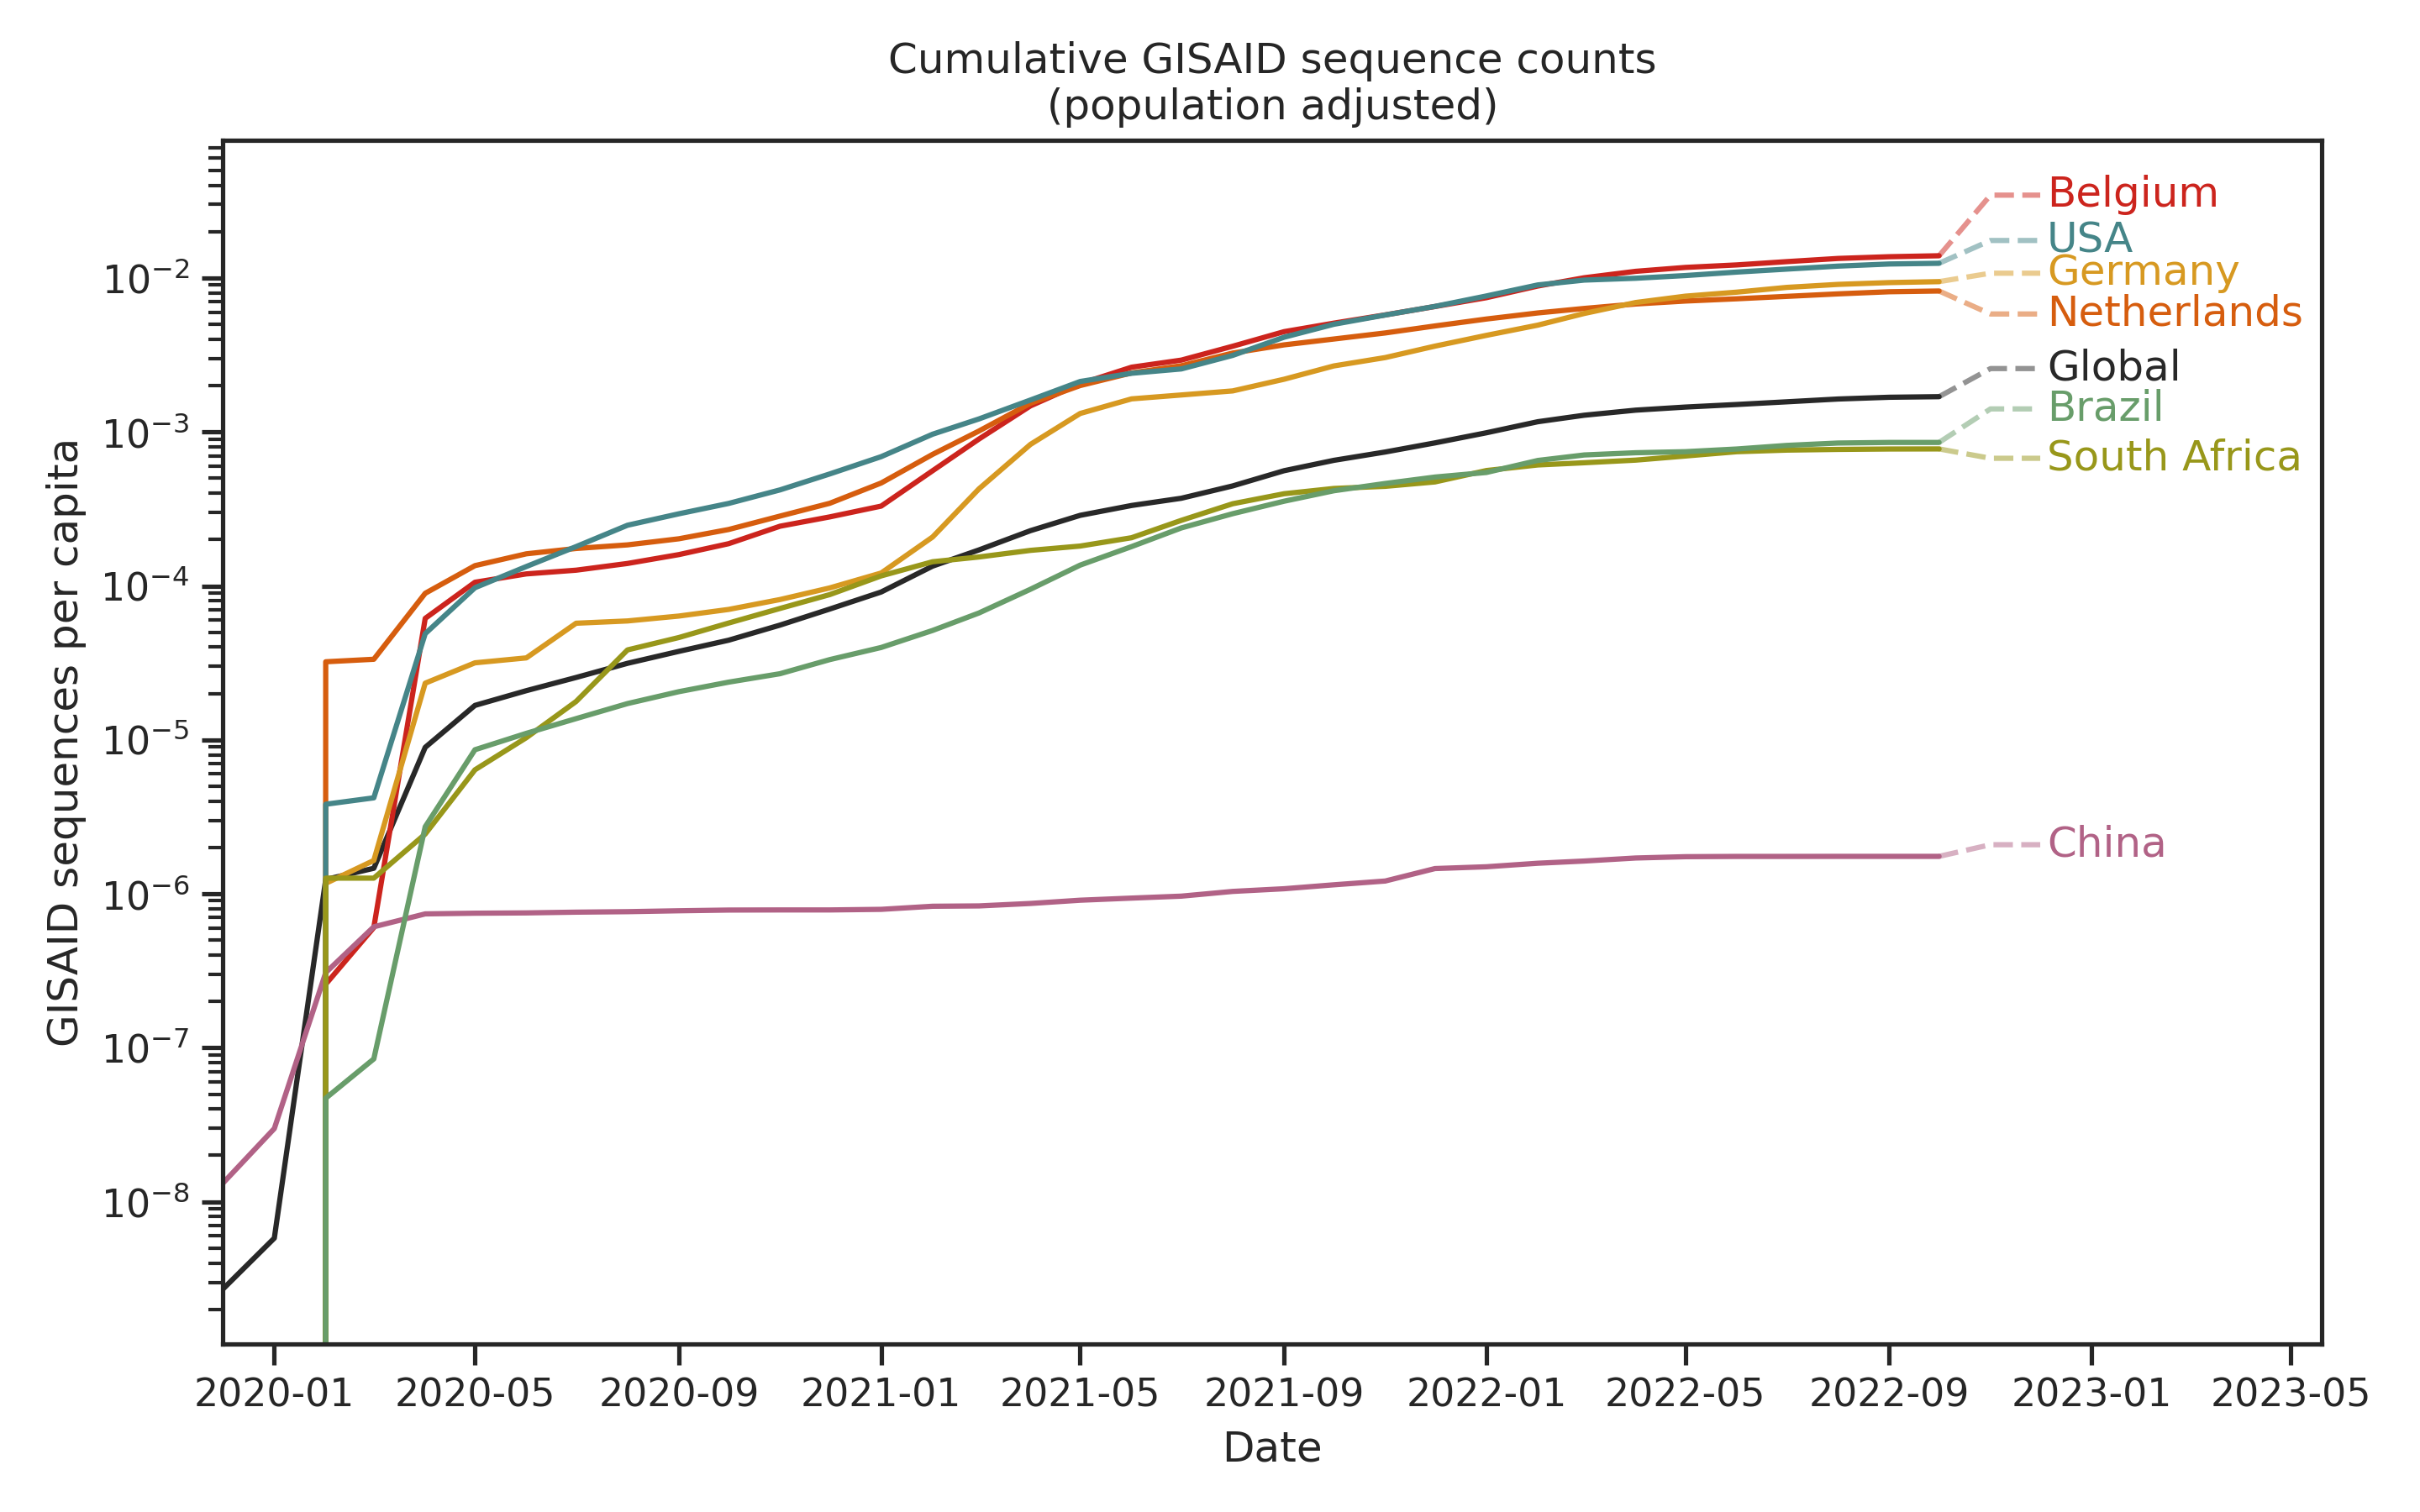 Cumulative GISAID sequence counts
(population adjusted)
GISAID sequences per capita
10⁻²
10⁻³
10⁻⁴
10⁻⁵
10⁻⁶
10⁻⁷
10⁻⁸
Belgium
USA
Germany
Netherlands
Global
Brazil
South Africa
China
2020-01 2020-05 2020-09 2021-01 2021-05 2021-09 2022-01 2022-05 2022-09 2023-01 2023-05
Date